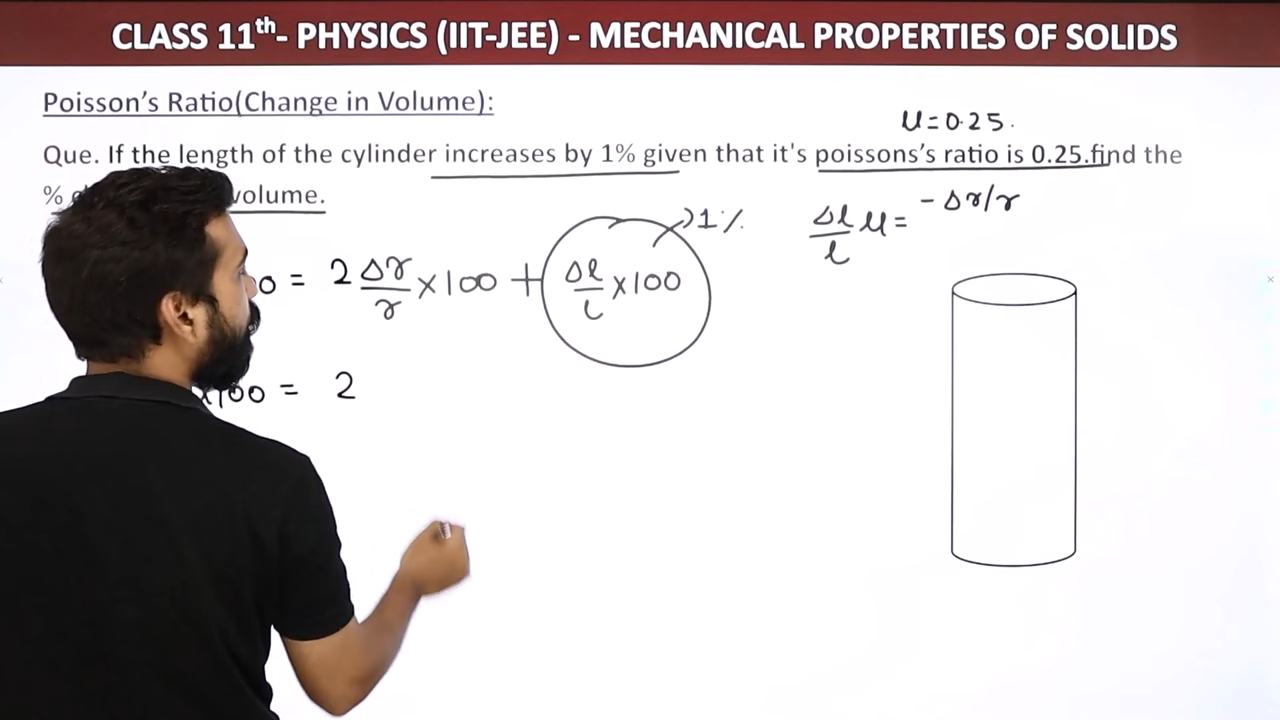 CLASS 11th- PHYSICS (IIT-JEE) - MECHANICAL PROPERTIES OF SOLIDS
Poisson's Ratio(Change in Volume):
μ=0.25.
Que. If the length of the cylinder increases by 1% given that it's poissons's ratio is 0.25.find the
% volume.
Δl/l μ = -Δr/r
0 = 2 Δr/r ×100 + Δl/l ×100 →1%
×100 = 2